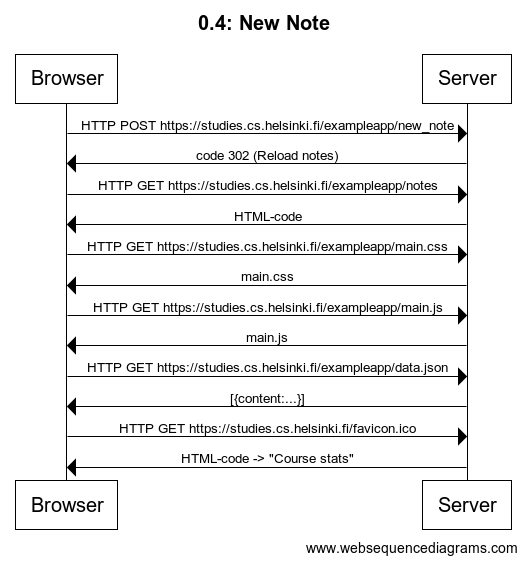 0.4: New Note
Browser
Server
HTTP POST https://studies.cs.helsinki.fi/exampleapp/new_note
code 302 (Reload notes)
HTTP GET https://studies.cs.helsinki.fi/exampleapp/notes
HTML-code
HTTP GET https://studies.cs.helsinki.fi/exampleapp/main.css
main.css
HTTP GET https://studies.cs.helsinki.fi/exampleapp/main.js
main.js
HTTP GET https://studies.cs.helsinki.fi/exampleapp/data.json
[{content:...}]
HTTP GET https://studies.cs.helsinki.fi/favicon.ico
HTML-code -> "Course stats"
Browser
Server
www.websequencediagrams.com